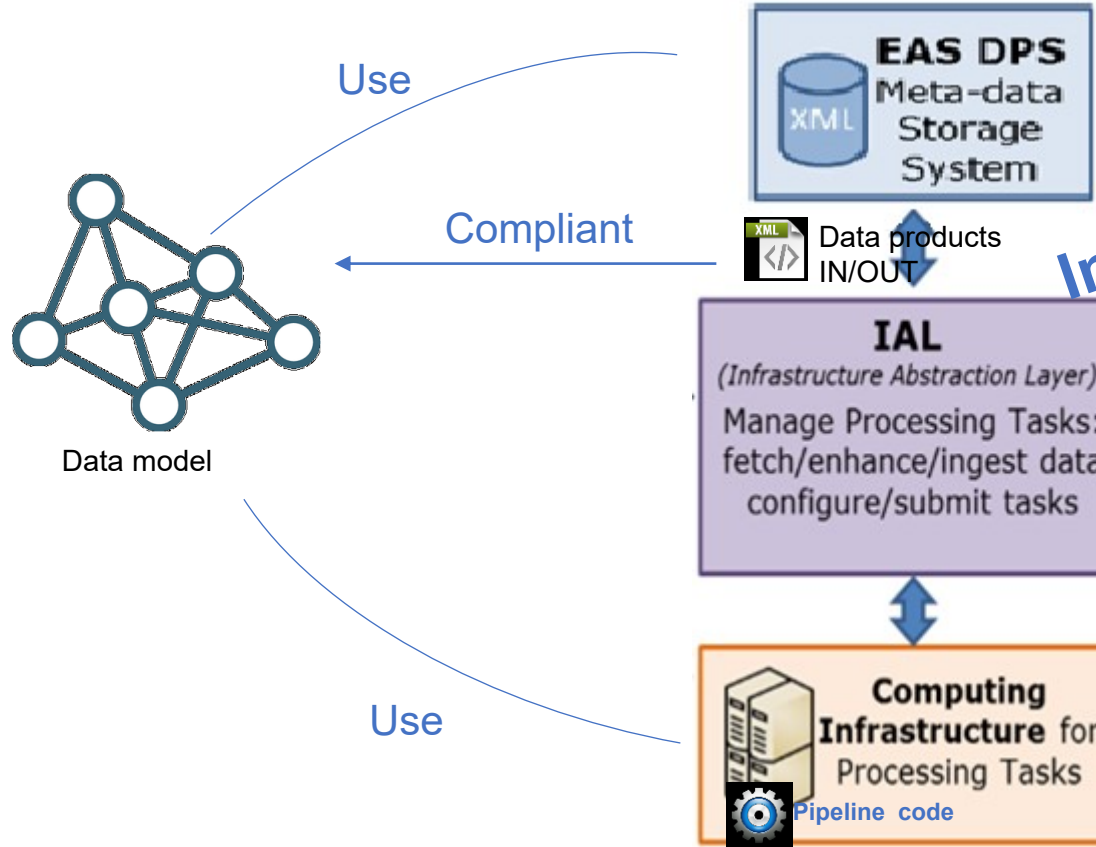 Use
EAS DPS
Meta-data
Storage
System
XML
Compliant
XML
</>
Data products
IN/OUT
In
IAL
(Infrastructure Abstraction Layer)
Manage Processing Tasks:
fetch/enhance/ingest data
configure/submit tasks
Data model
Use
Computing
Infrastructure for
Processing Tasks
Pipeline code